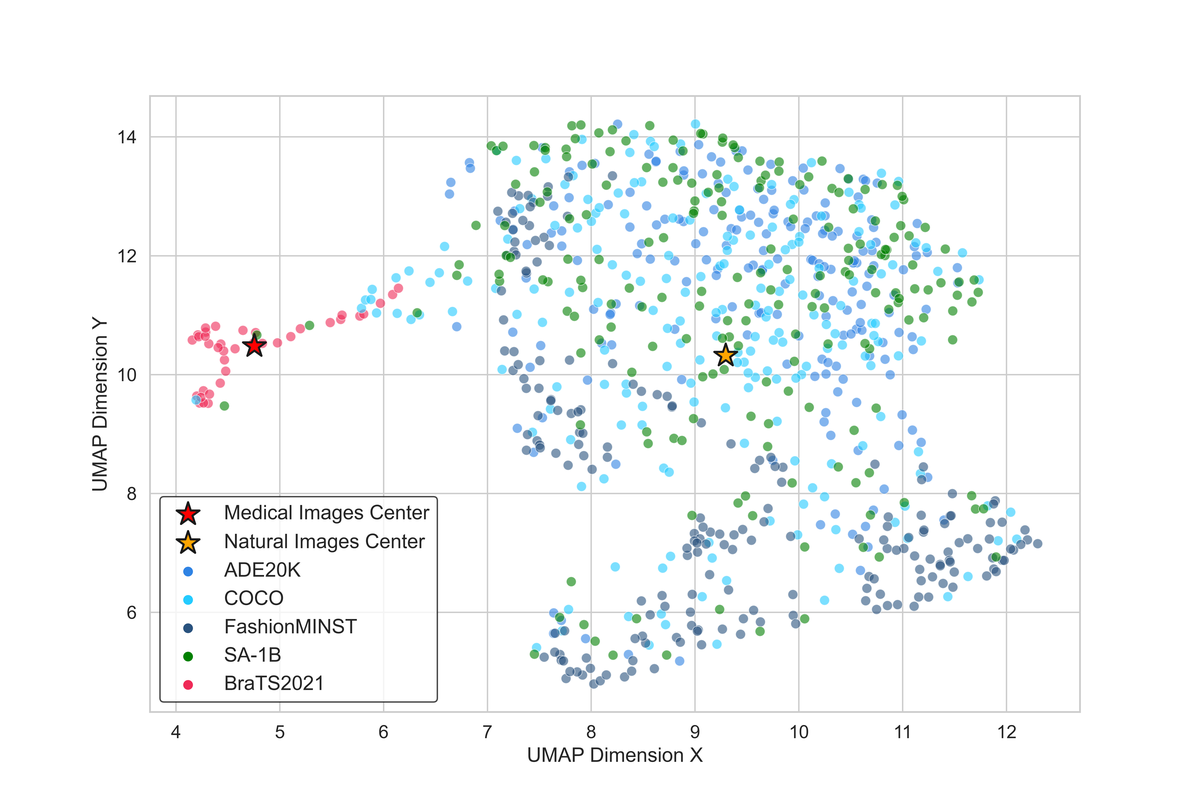 14
12
10
8
6
UMAP Dimension Y
Medical Images Center
Natural Images Center
ADE20K
COCO
FashionMINST
SA-1B
BraTS2021
4 5 6 7 8 9 10 11 12
UMAP Dimension X